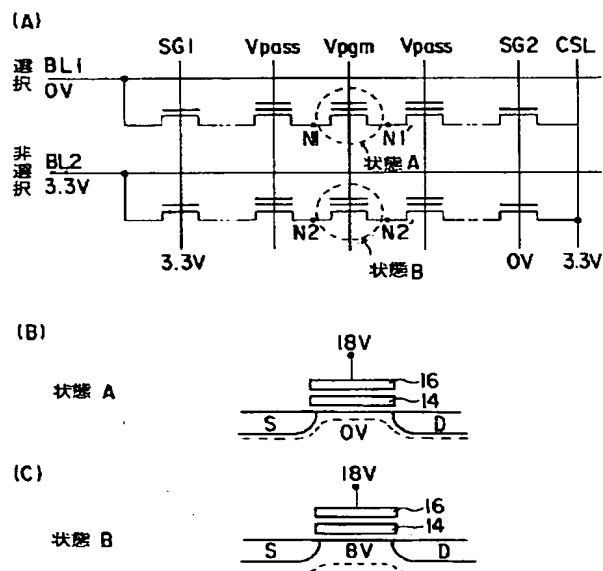 (A)
SG1 Vpass Vpgm Vpass SG2 CSL
選択 BL1
0V
N1 N1'
状態A
非選択 BL2
3.3V
N2 N2'
状態B
3.3V 0V 3.3V
(B)
18V
状態 A
16
14
S 0V D
(C)
18V
状態 B
16
14
S 8V D